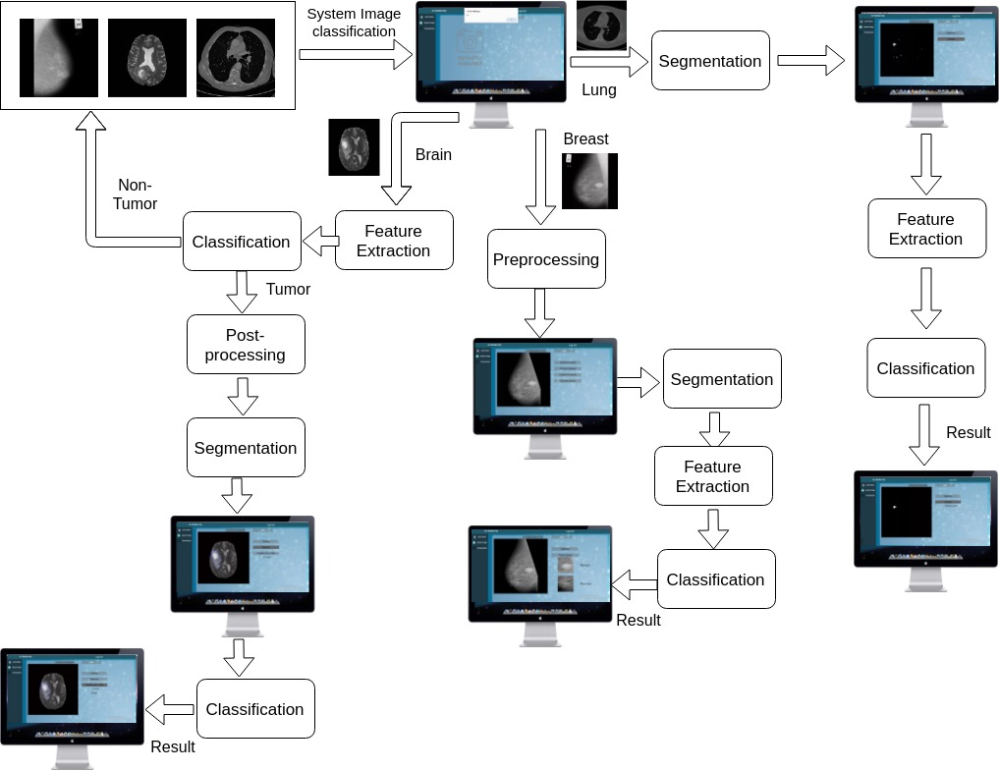 System Image
classification
Lung
Segmentation
Brain
Breast
Non-
Tumor
Classification
Feature
Extraction
Preprocessing
Feature
Extraction
Tumor
Post-
processing
Segmentation
Classification
Segmentation
Feature
Extraction
Result
Classification
Result
Classification
Result